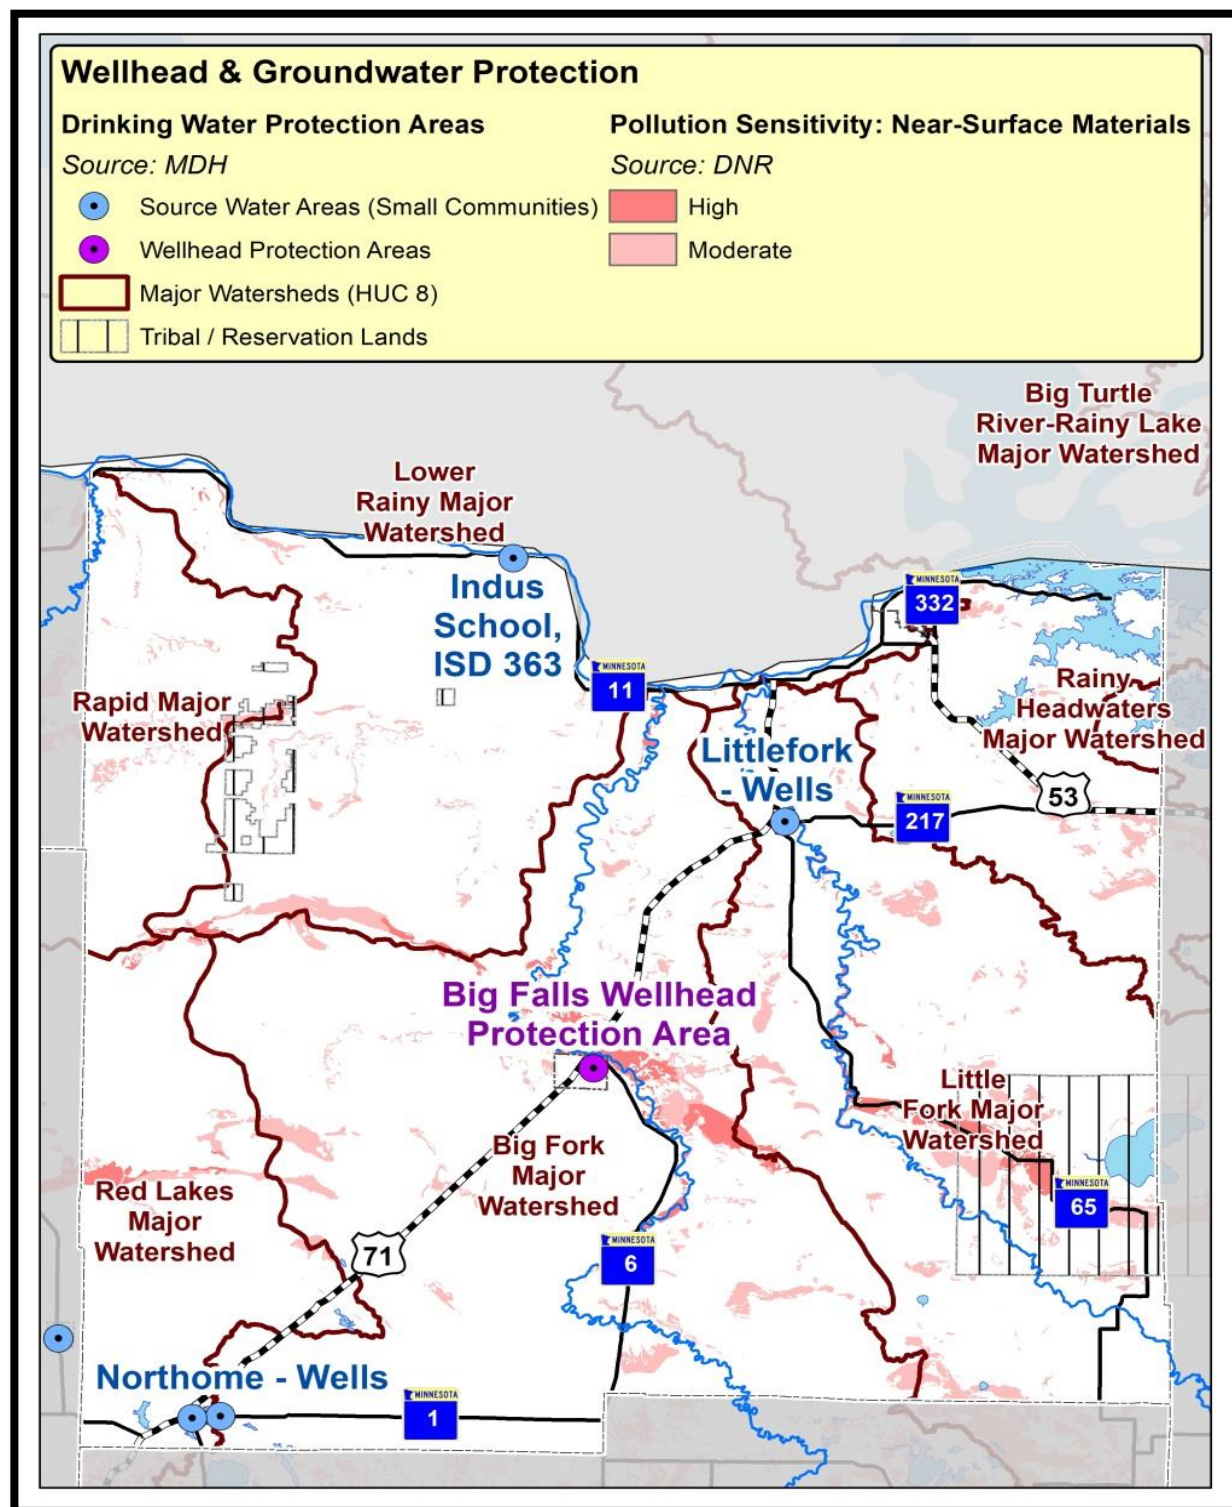 Wellhead & Groundwater Protection
Drinking Water Protection Areas
Source: MDH
Source Water Areas (Small Communities)
Wellhead Protection Areas
Major Watersheds (HUC 8)
Tribal / Reservation Lands
Pollution Sensitivity: Near-Surface Materials
Source: DNR
High
Moderate
Big Turtle
River-Rainy Lake
Major Watershed
Lower
Rainy Major
Watershed
Indus
School,
ISD 363
MINNESOTA
332
MINNESOTA
11
Rapid Major
Watershed
Rainy
Headwaters
Major Watershed
Littlefork
- Wells
53
MINNESOTA
217
Big Falls Wellhead
Protection Area
Little
Fork Major
Watershed
Big Fork
Major
Watershed
Red Lakes
Major
Watershed
MINNESOTA
65
71
MINNESOTA
6
Northome - Wells
MINNESOTA
1